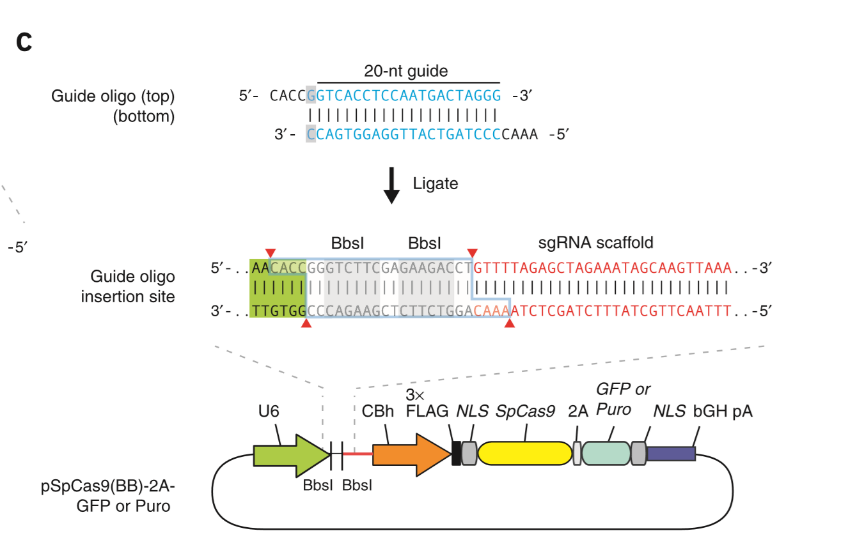 c
20-nt guide
Guide oligo (top) 5′- CACCGGTCACCTCCAATGACTAGGG -3′
(bottom) 3′- CCAGTGGAGGTTACTGATCCCCAAA -5′
Ligate
-5′
BbsI BbsI sgRNA scaffold
Guide oligo
insertion site
5′-..AACACCGGGTCTTCGAGAAGACCTGTTTTAGAGCTAGAAATAGCAAGTTAAA..-3′
3′-..TTGTGGCCCAGAAGCTCTTCTGGACAAAATCTCGATCTTTATCGTTCAATTT..-5′
U6 CBh 3× FLAG NLS SpCas9 2A GFP or Puro NLS bGH pA
BbsI BbsI
pSpCas9(BB)-2A-
GFP or Puro